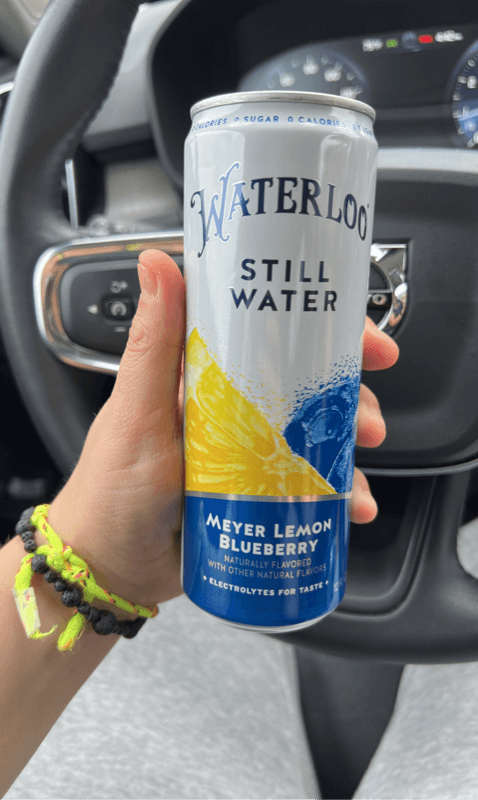 CALORIES 0 SUGAR 0 CALORIES
WATERLOO
STILL
WATER
MEYER LEMON
BLUEBERRY
NATURALLY FLAVORED
WITH OTHER NATURAL FLAVORS
• ELECTROLYTES FOR TASTE •